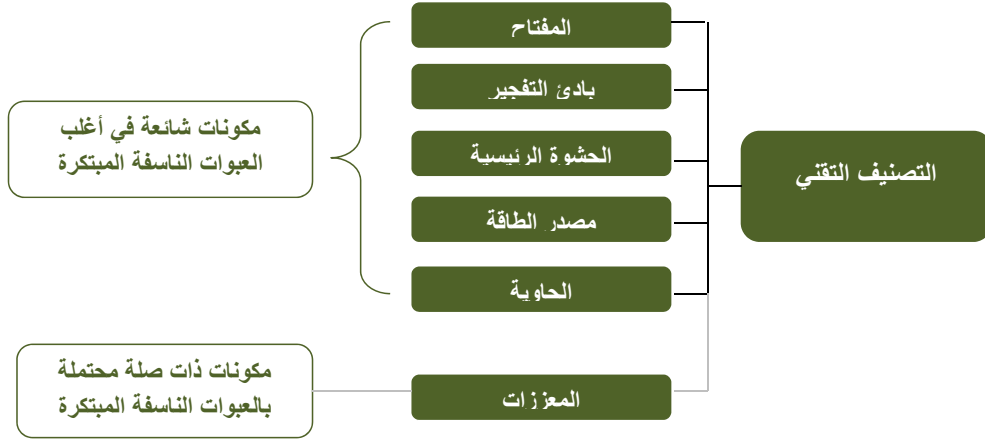 التصنيف التقني
المفتاح
بادئ التفجير
الحشوة الرئيسية
مصدر الطاقة
الحاوية
المعززات
مكونات شائعة في أغلب
العبوات الناسفة المبتكرة
مكونات ذات صلة محتملة
بالعبوات الناسفة المبتكرة